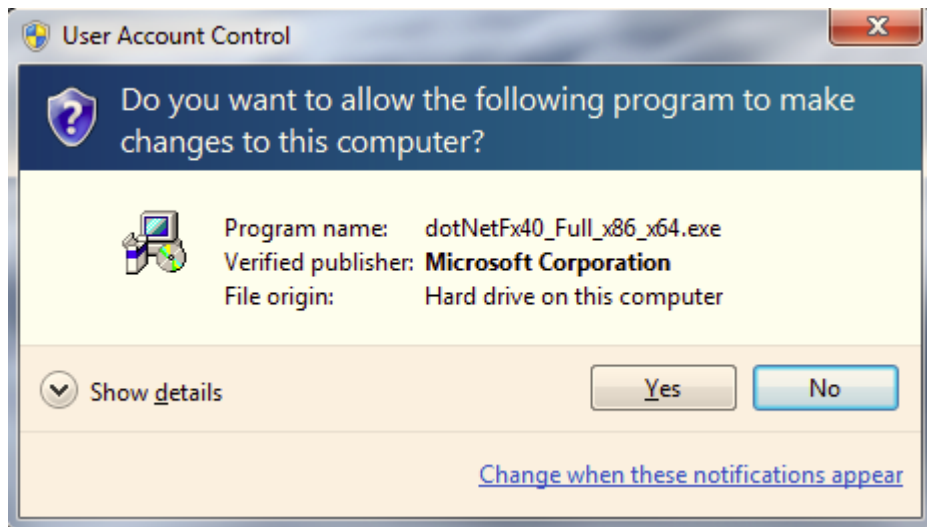 User Account Control
Do you want to allow the following program to make
changes to this computer?
Program name: dotNetFx40_Full_x86_x64.exe
Verified publisher: Microsoft Corporation
File origin: Hard drive on this computer
Show details
Yes
No
Change when these notifications appear